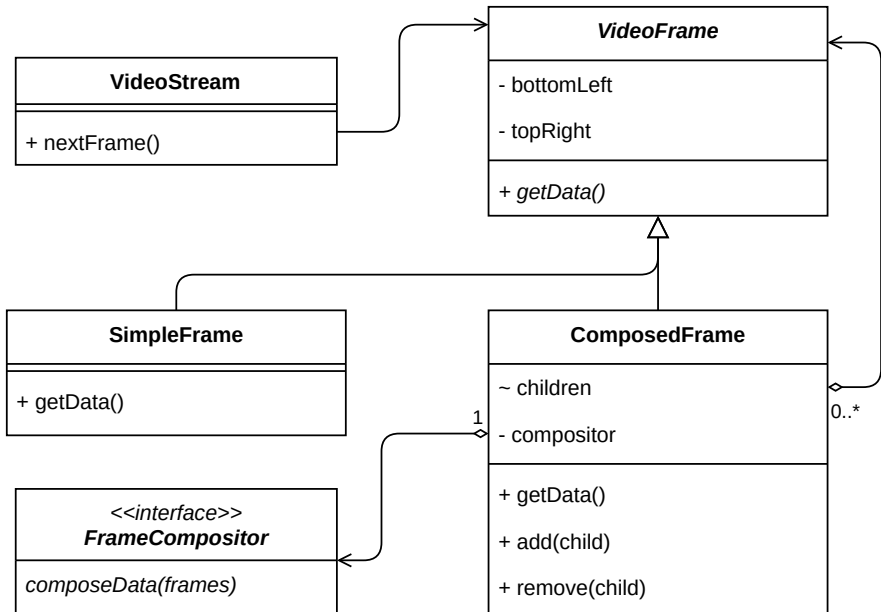 VideoStream
+ nextFrame()
VideoFrame
- bottomLeft
- topRight
+ getData()
SimpleFrame
+ getData()
ComposedFrame
~ children
- compositor
+ getData()
+ add(child)
+ remove(child)
0..*
1
<<interface>>
FrameCompositor
composeData(frames)